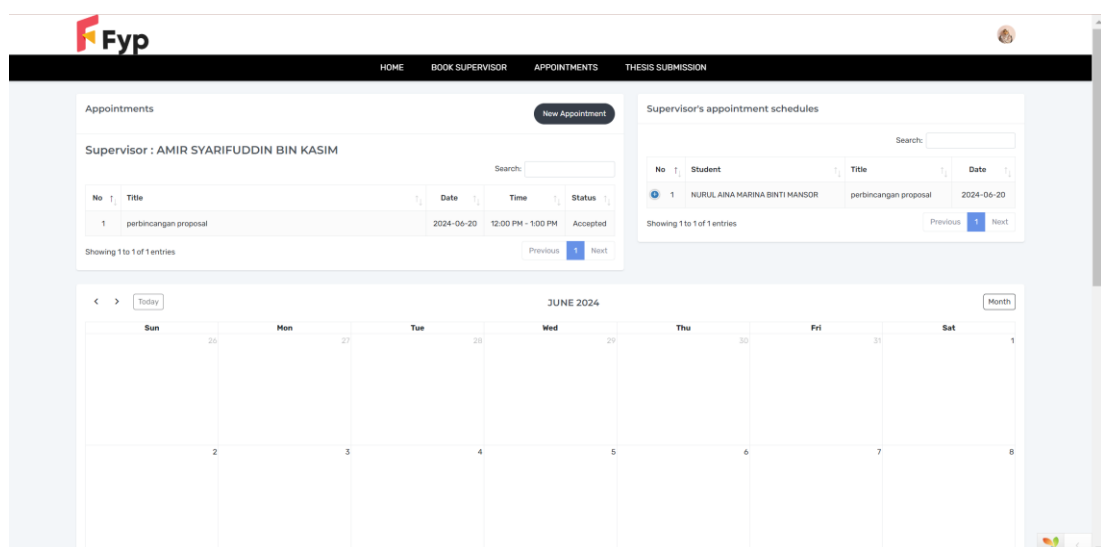 Fyp
HOME BOOK SUPERVISOR APPOINTMENTS THESIS SUBMISSION
Appointments
New Appointment
Supervisor : AMIR SYARIFUDDIN BIN KASIM
Search:
No Title Date Time Status
1 perbincangan proposal 2024-06-20 12:00 PM - 1:00 PM Accepted
Showing 1 to 1 of 1 entries
Previous 1 Next
Supervisor's appointment schedules
Search:
No Student Title Date
1 NURUL AINA MARINA BINTI MANSOR perbincangan proposal 2024-06-20
Showing 1 to 1 of 1 entries
Previous 1 Next
Today
JUNE 2024
Month
Sun Mon Tue Wed Thu Fri Sat
26 27 28 29 30 31 1
2 3 4 5 6 7 8